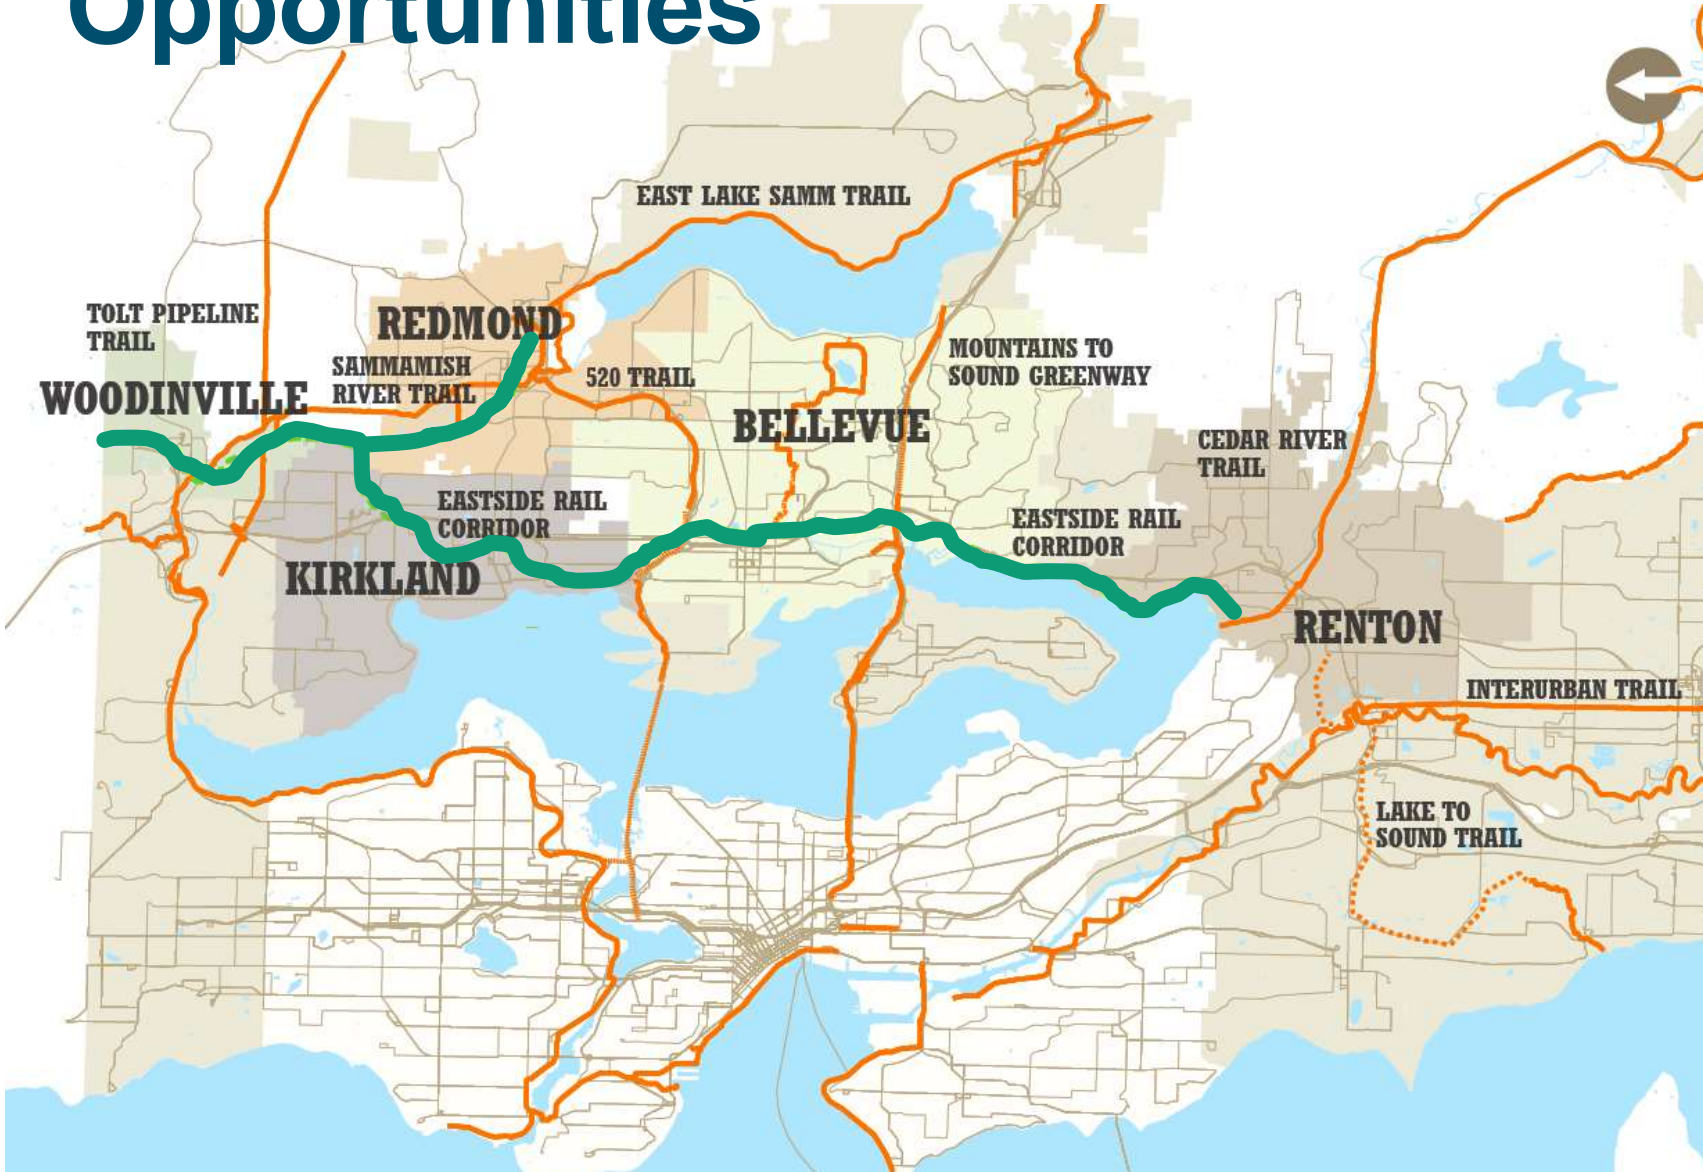 Opportunities
EAST LAKE SAMM TRAIL
TOLT PIPELINE
TRAIL
REDMOND
SAMMAMISH
RIVER TRAIL
WOODINVILLE
520 TRAIL
MOUNTAINS TO
SOUND GREENWAY
BELLEVUE
CEDAR RIVER
TRAIL
EASTSIDE RAIL
CORRIDOR
EASTSIDE RAIL
CORRIDOR
KIRKLAND
RENTON
INTERURBAN TRAIL
LAKE TO
SOUND TRAIL